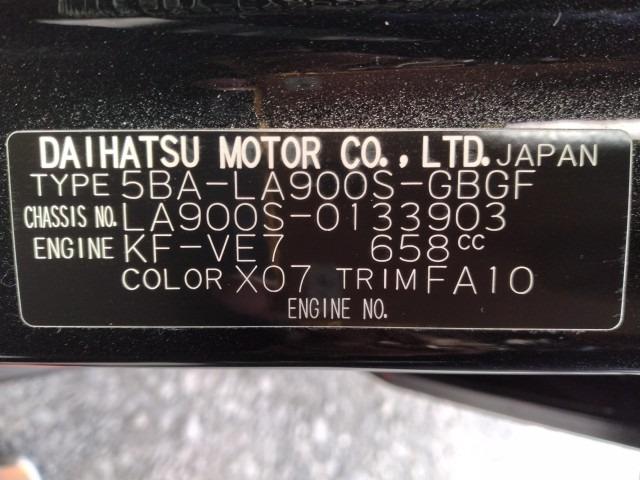 DAIHATSU MOTOR CO., LTD. JAPAN
TYPE 5BA-LA900S-GBGF
CHASSIS NO. LA900S-0133903
ENGINE KF-VE7 658cc
COLOR X07 TRIM FA10
ENGINE NO.